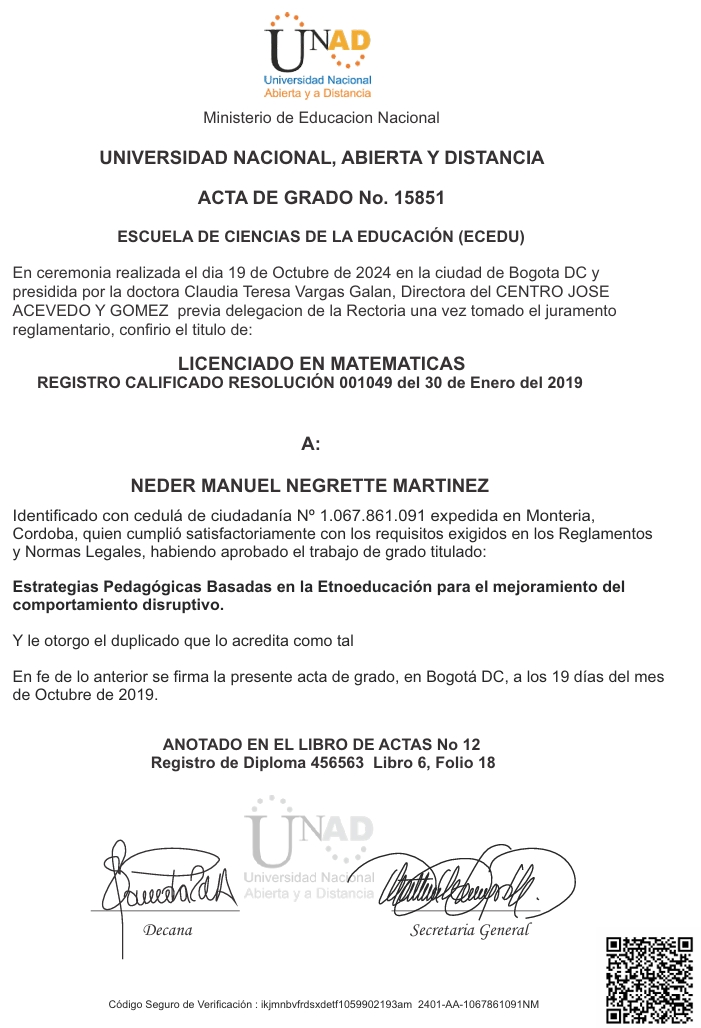 UNAD
Universidad Nacional
Abierta y a Distancia
Ministerio de Educacion Nacional
UNIVERSIDAD NACIONAL, ABIERTA Y DISTANCIA
ACTA DE GRADO No. 15851
ESCUELA DE CIENCIAS DE LA EDUCACIÓN (ECEDU)
En ceremonia realizada el dia 19 de Octubre de 2024 en la ciudad de Bogota DC y
presidida por la doctora Claudia Teresa Vargas Galan, Directora del CENTRO JOSE
ACEVEDO Y GOMEZ previa delegacion de la Rectoria una vez tomado el juramento
reglamentario, confirio el titulo de:
LICENCIADO EN MATEMATICAS
REGISTRO CALIFICADO RESOLUCIÓN 001049 del 30 de Enero del 2019
A:
NEDER MANUEL NEGRETTE MARTINEZ
Identificado con cedulá de ciudadanía Nº 1.067.861.091 expedida en Monteria,
Cordoba, quien cumplió satisfactoriamente con los requisitos exigidos en los Reglamentos
y Normas Legales, habiendo aprobado el trabajo de grado titulado:
Estrategias Pedagógicas Basadas en la Etnoeducación para el mejoramiento del
comportamiento disruptivo.
Y le otorgo el duplicado que lo acredita como tal
En fe de lo anterior se firma la presente acta de grado, en Bogotá DC, a los 19 días del mes
de Octubre de 2019.
ANOTADO EN EL LIBRO DE ACTAS No 12
Registro de Diploma 456563 Libro 6, Folio 18
UNAD
Universidad Nacional
Abierta y a Distancia
Decana
Secretaria General
Código Seguro de Verificación : ikjmnbvfrdsxdetf1059902193am 2401-AA-1067861091NM